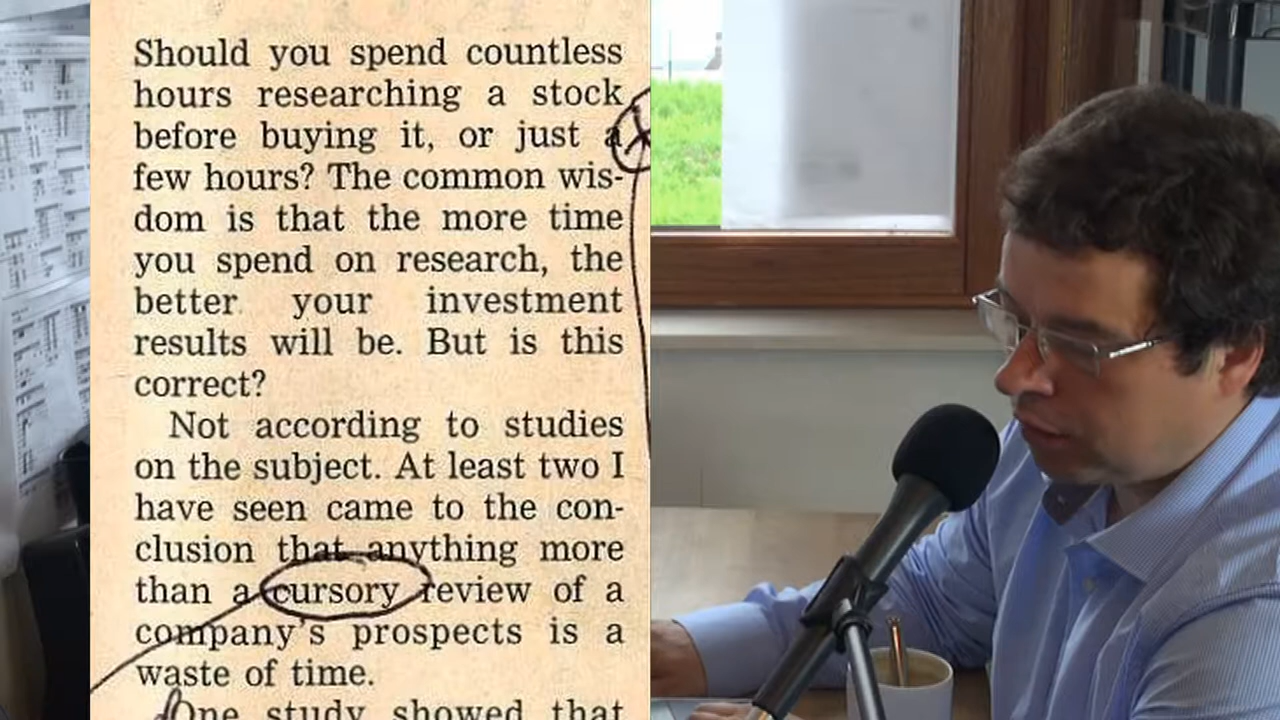 Should you spend countless
hours researching a stock
before buying it, or just a
few hours? The common wis-
dom is that the more time
you spend on research, the
better your investment
results will be. But is this
correct?
Not according to studies
on the subject. At least two I
have seen came to the con-
clusion that anything more
than a cursory review of a
company's prospects is a
waste of time.
One study showed that